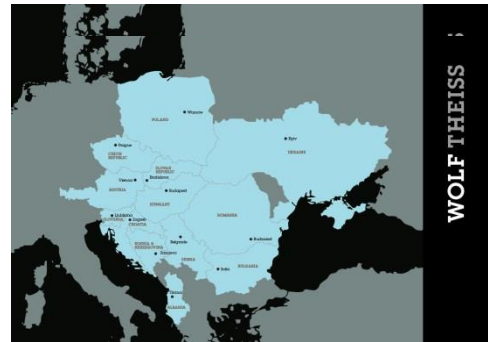 WOLF THEISS
POLAND
Warsaw
Prague
CZECH
REPUBLIC
Kyiv
UKRAINE
SLOVAK
REPUBLIC
Vienna
Bratislava
AUSTRIA
Budapest
HUNGARY
Ljubljana
SLOVENIA
Zagreb
CROATIA
ROMANIA
Belgrade
Bucharest
BOSNIA &
HERZEGOVINA
Sarajevo
SERBIA
Sofia
BULGARIA
Tirana
ALBANIA